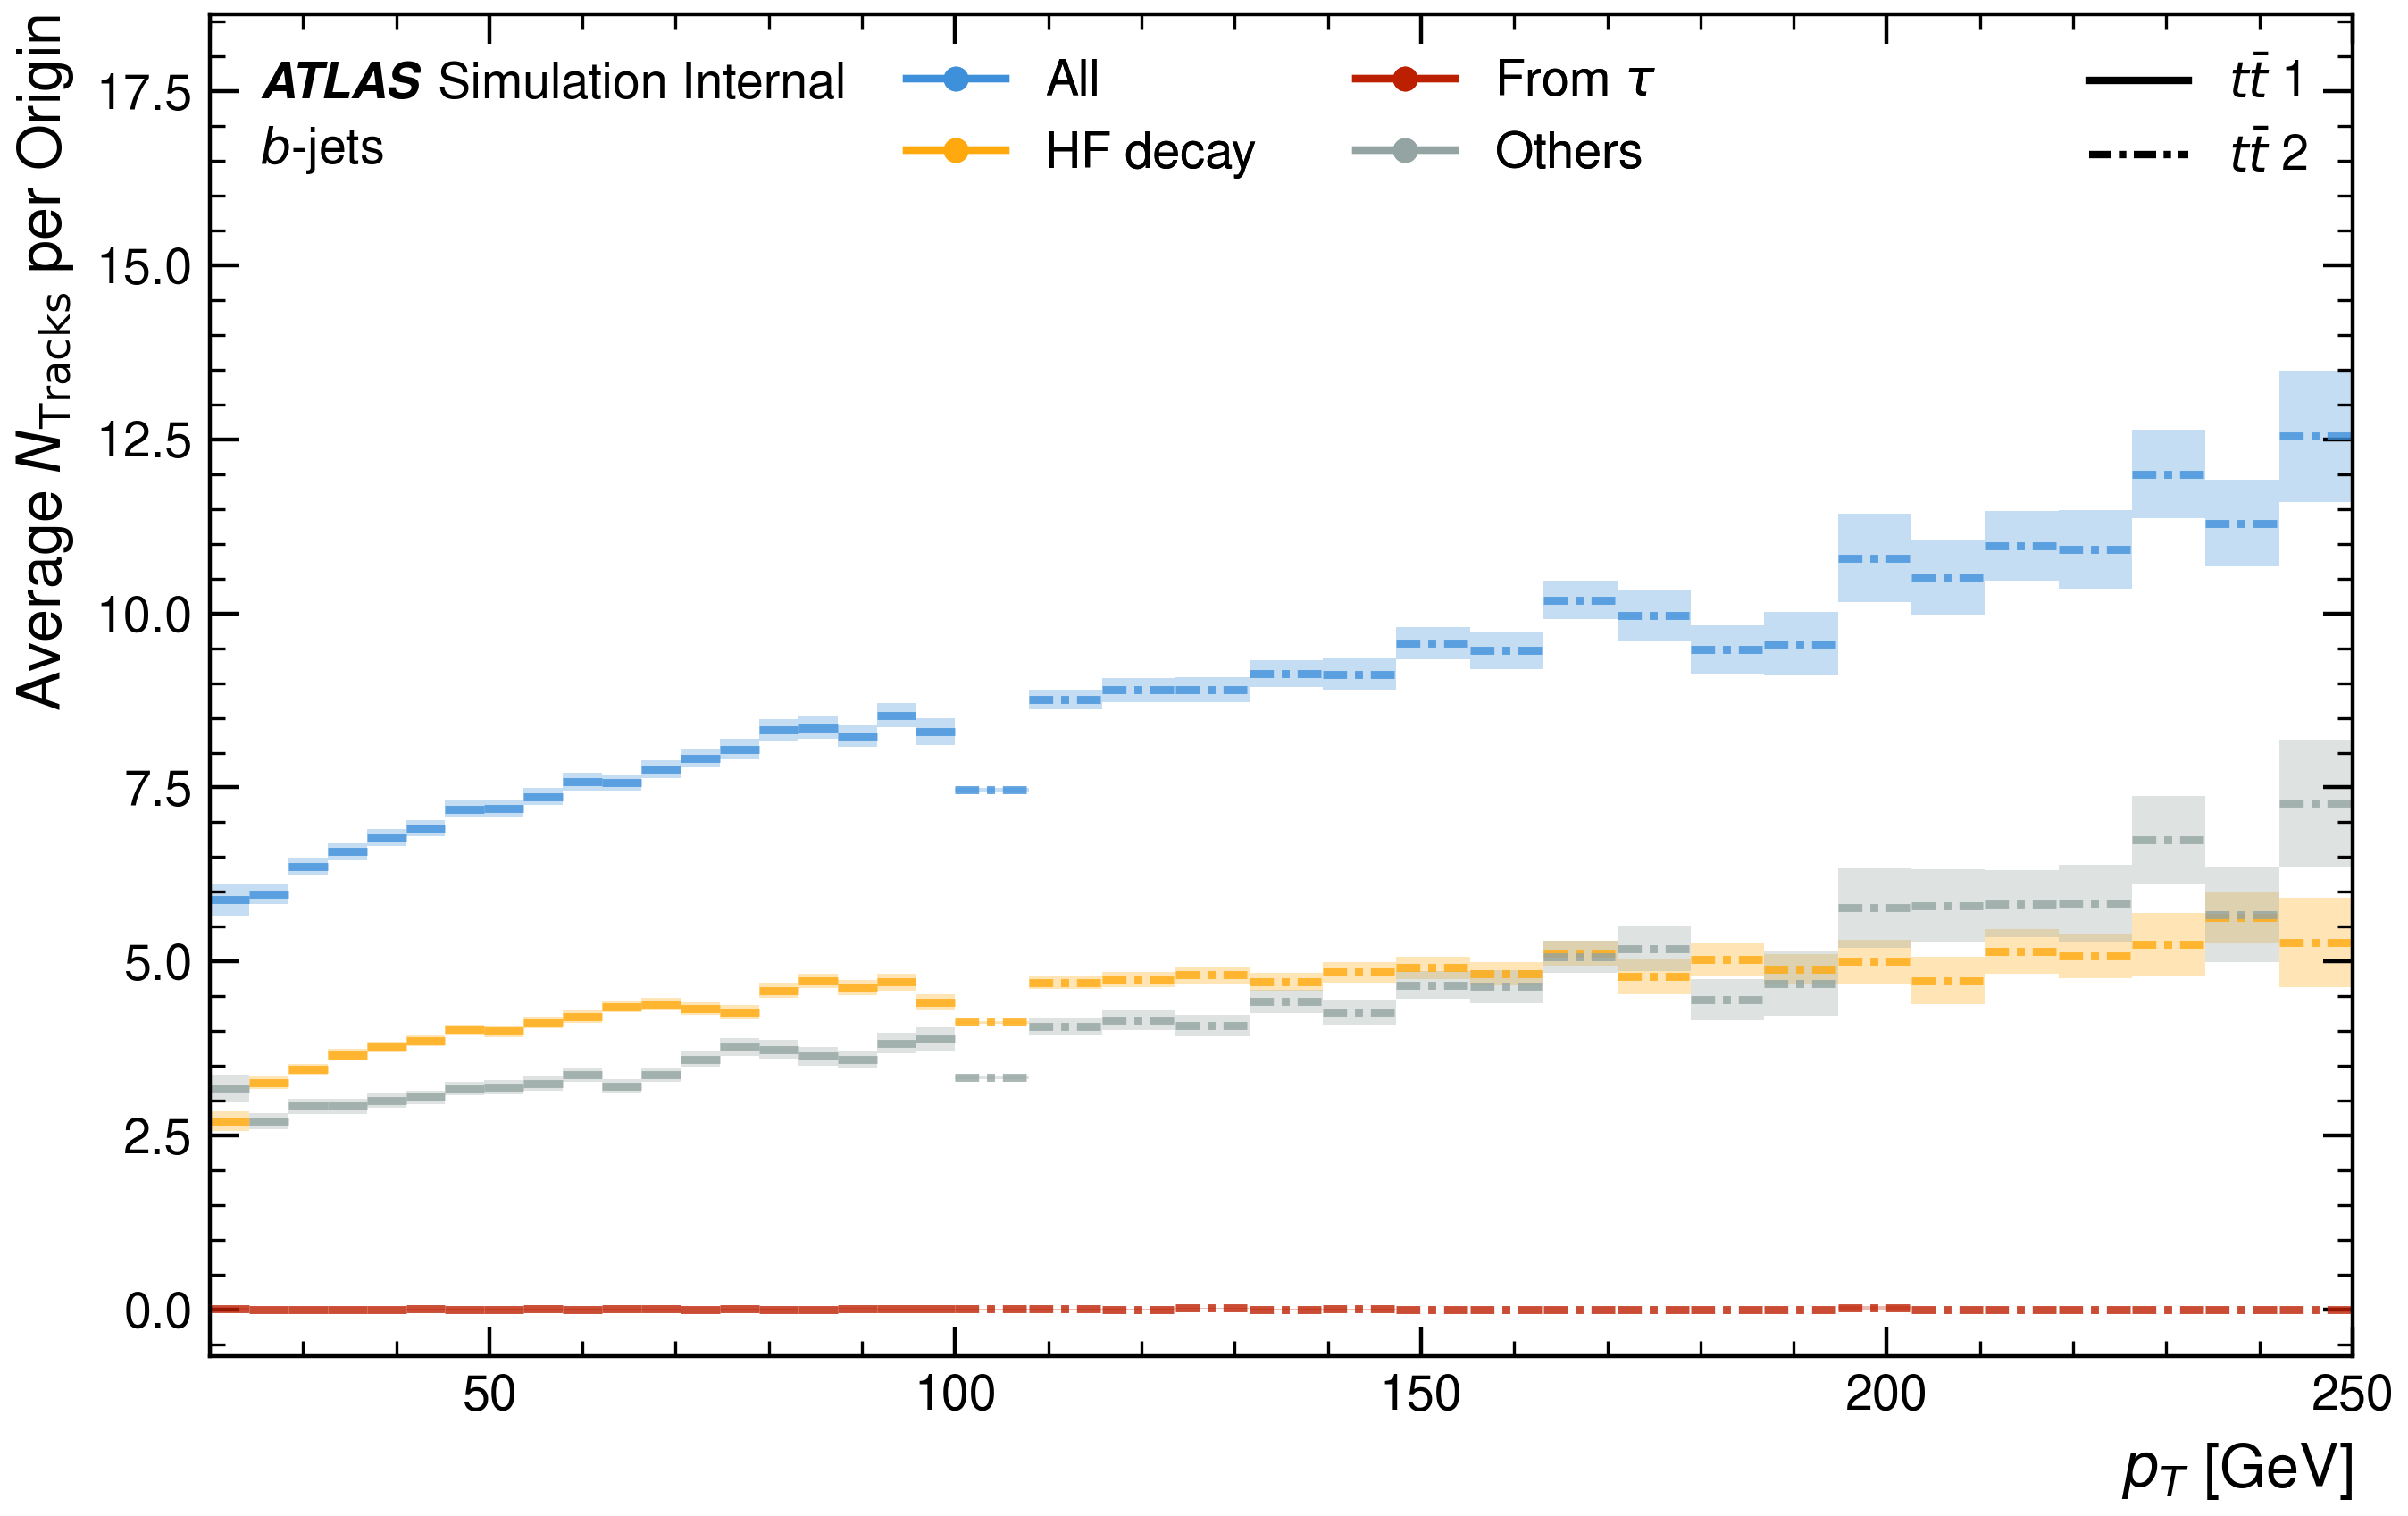 ATLAS Simulation Internal
b-jets
All
HF decay
From τ
Others
tt̄ 1
tt̄ 2
Average N_Tracks per Origin
17.5
15.0
12.5
10.0
7.5
5.0
2.5
0.0
50 100 150 200 250
p_T [GeV]